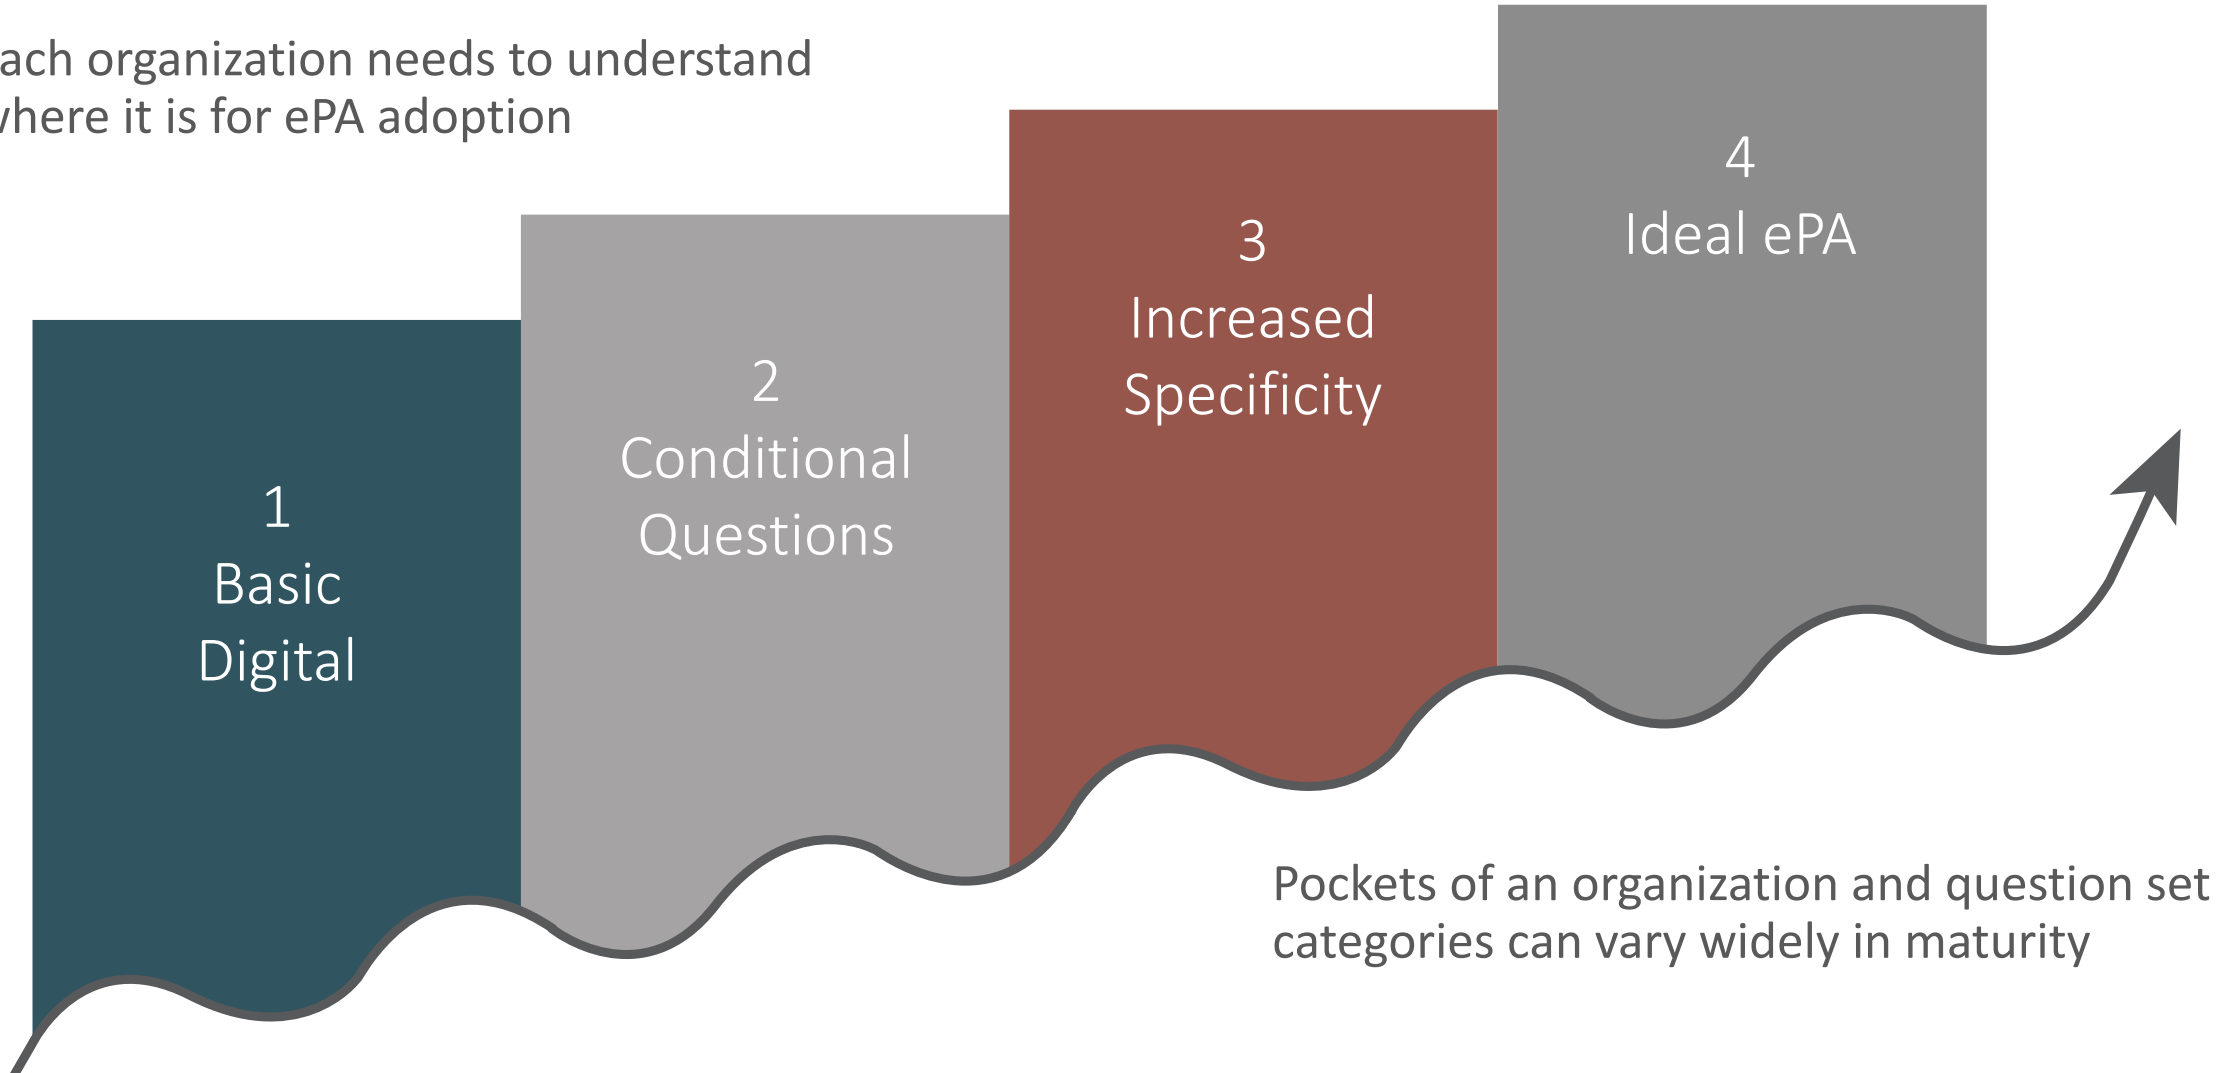 ach organization needs to understand
where it is for ePA adoption
1
Basic
Digital
2
Conditional
Questions
3
Increased
Specificity
4
Ideal ePA
Pockets of an organization and question set
categories can vary widely in maturity